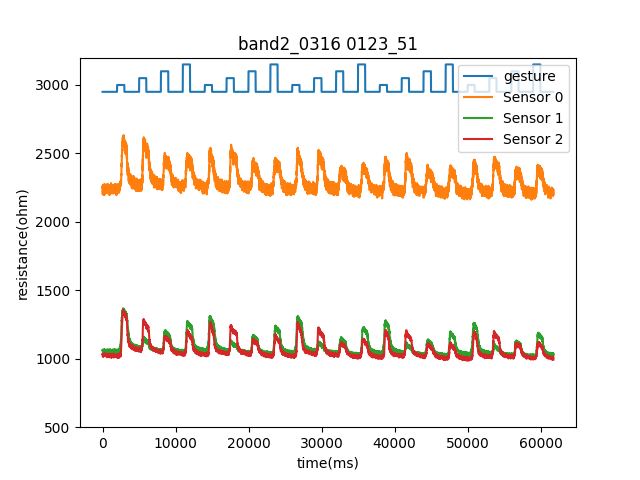 band2_0316 0123_51
gesture
Sensor 0
Sensor 1
Sensor 2
3000
2500
2000
1500
1000
500
resistance(ohm)
0
10000
20000
30000
40000
50000
60000
time(ms)